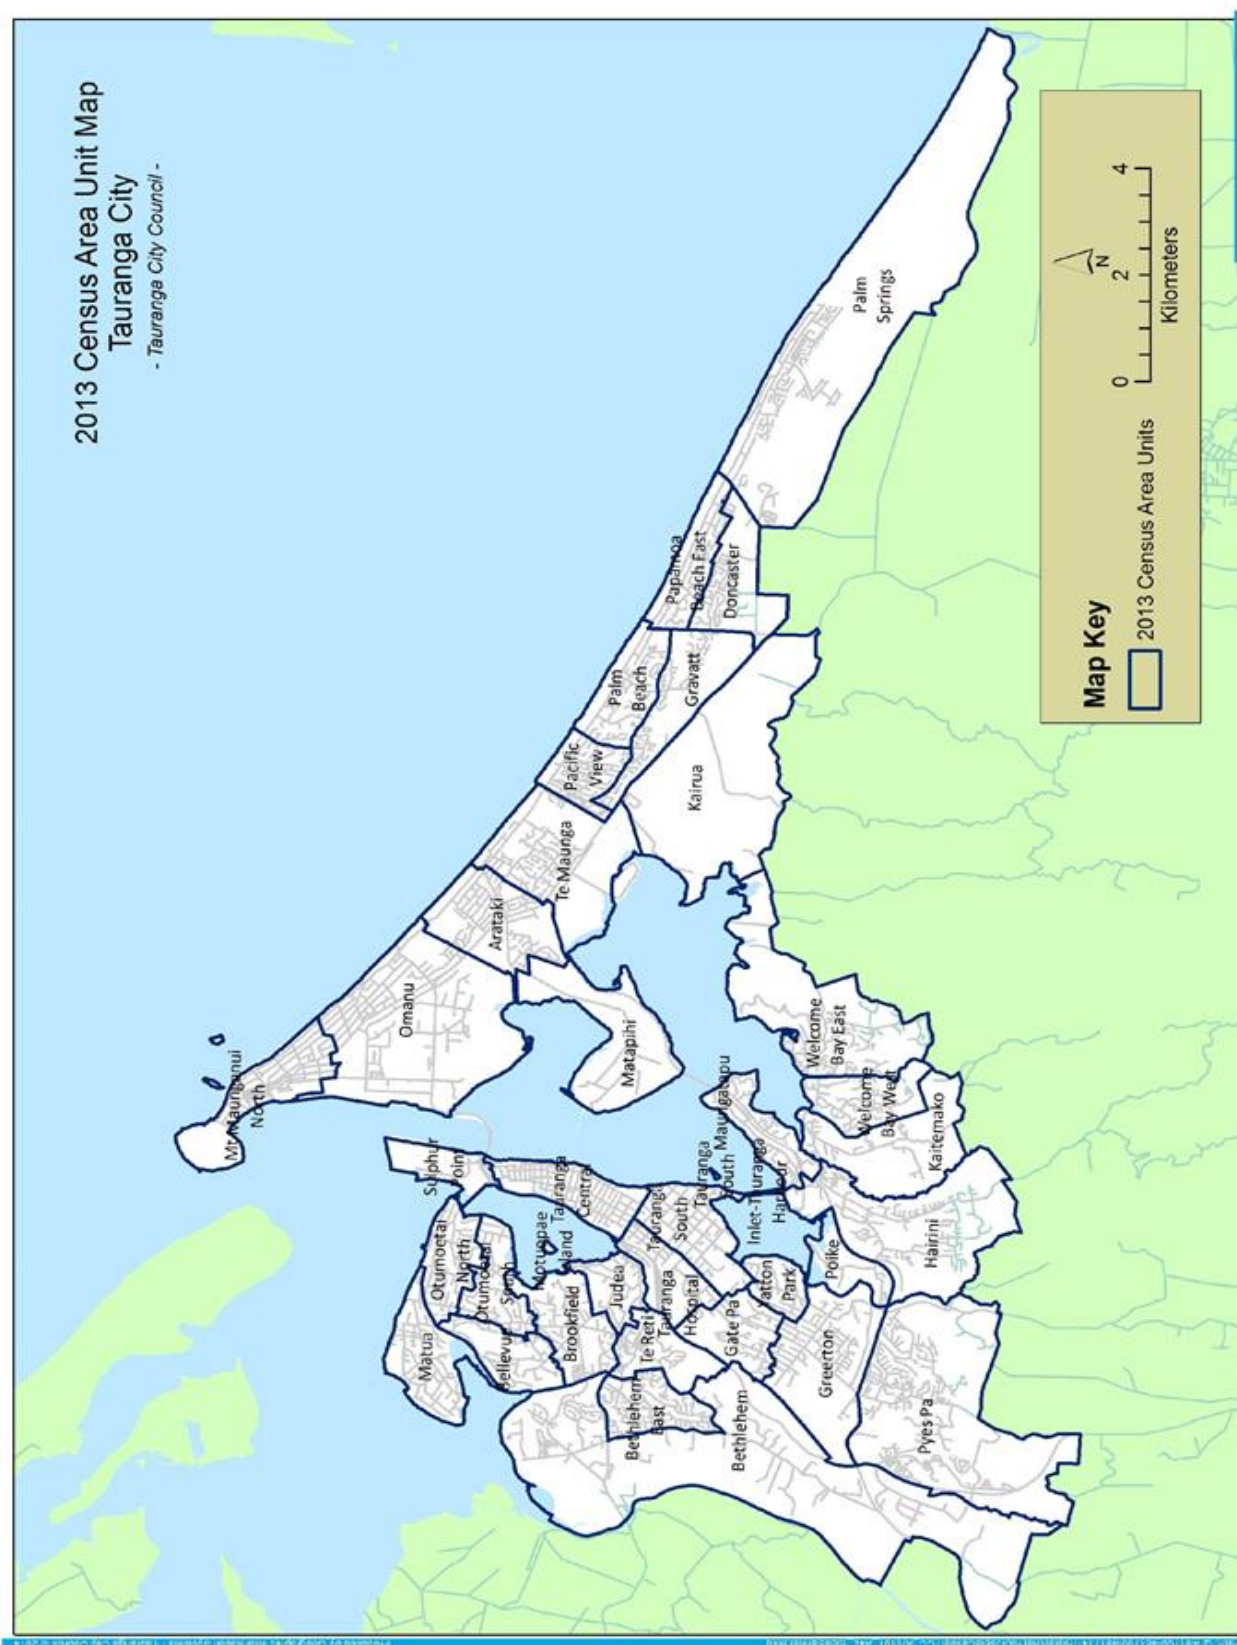 2013 Census Area Unit Map
Tauranga City
- Tauranga City Council -
Mt Maunganui
North
Omanu
Arataki
Te Maunga
Pacific
View
Palm
Beach
Papamoa
Beach East
Gravatt
Doncaster
Palm
Springs
Kairua
Matapihi
Sulphur
Point
Otumoetai
North
Matua
Otumoetai
South
Bellevue
Motuopae
Island
Tauranga
Central
Brookfield
Judea
Te Reti
Tauranga
South
Tauranga
Hospital
Tauranga
South
Maungatapu
Inlet-Tauranga
Harbour
Bethlehem
East
Bethlehem
Gate Pa
Yatton
Park
Poike
Greerton
Pyes Pa
Hairini
Kaitemako
Welcome
Bay West
Welcome
Bay East
Map Key
2013 Census Area Units
N
0 2 4
Kilometers